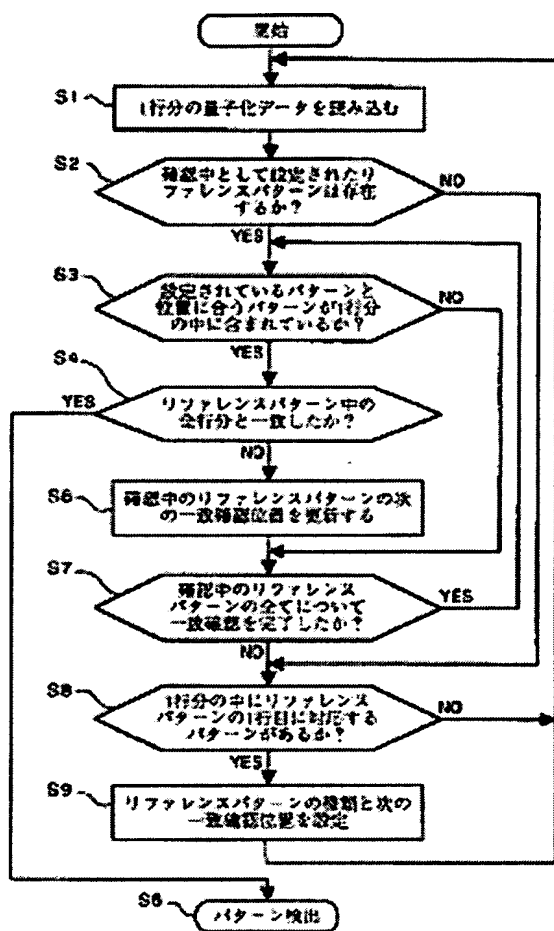 開始
S1
1行分の量子化データを読み込む
S2
確認中として設定されたリ
ファレンスパターンは存在
するか?
NO
YES
S3
設定されているパターンと
位置に合うパターンが1行分
の中に含まれているか?
NO
YES
S4
YES
リファレンスパターン中の
全行分と一致したか?
NO
S6
確認中のリファレンスパターンの次
の一致確認位置を更新する
S7
確認中のリファレンス
パターンの全てについて
一致確認を完了したか?
YES
NO
S8
1行分の中にリファレンス
パターンの1行目に対応する
パターンがあるか?
NO
YES
S9
リファレンスパターンの種類と次の
一致確認位置を設定
S5
パターン検出